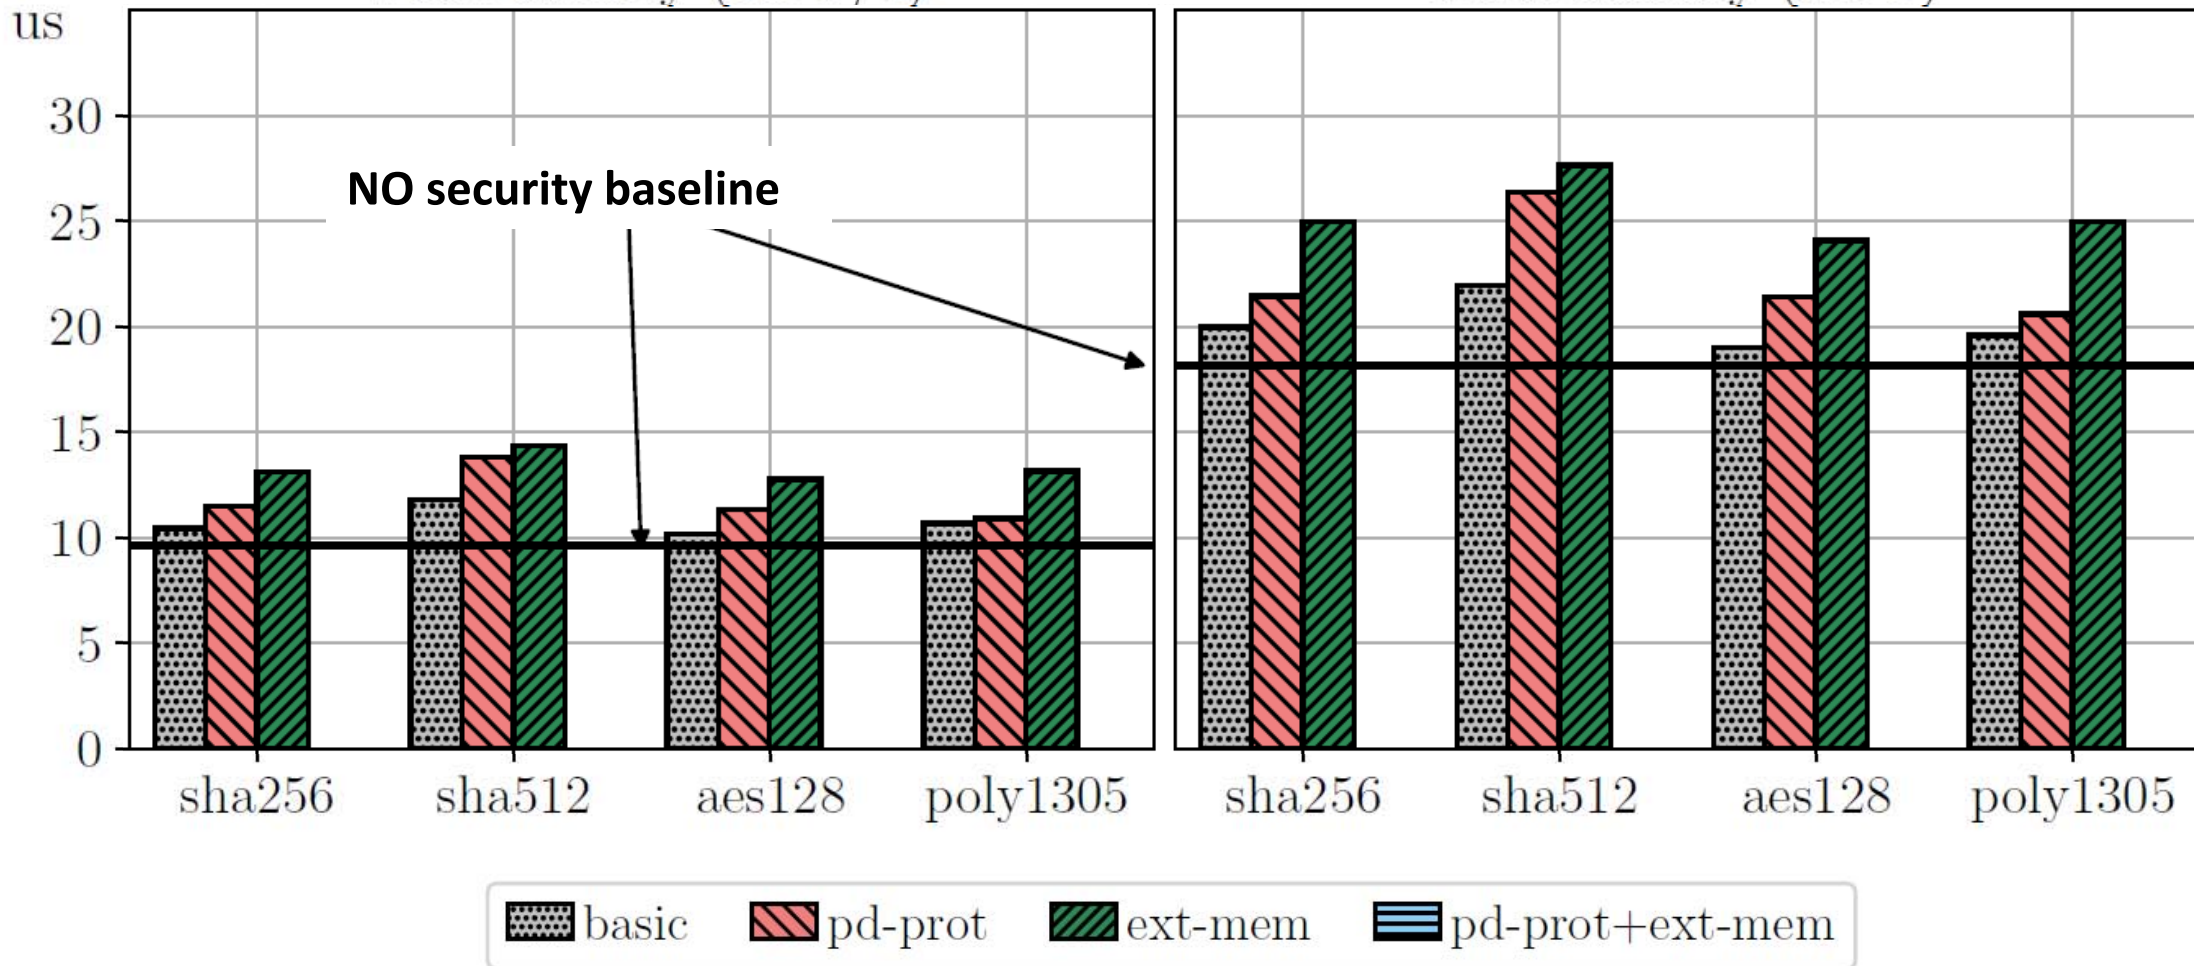 us
30
25
20
15
10
5
0
NO security baseline
sha256 sha512 aes128 poly1305 sha256 sha512 aes128 poly1305
basic pd-prot ext-mem pd-prot+ext-mem